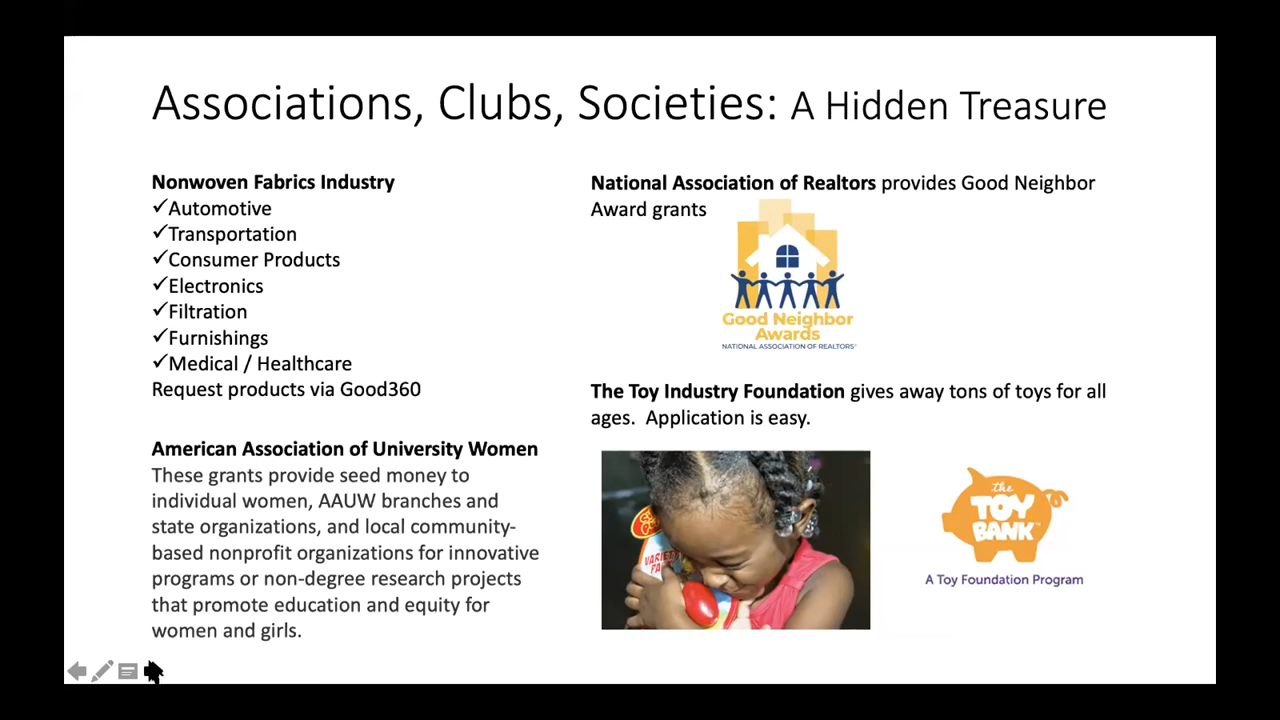 Associations, Clubs, Societies: A Hidden Treasure
Nonwoven Fabrics Industry
✓Automotive
✓Transportation
✓Consumer Products
✓Electronics
✓Filtration
✓Furnishings
✓Medical / Healthcare
Request products via Good360
American Association of University Women
These grants provide seed money to
individual women, AAUW branches and
state organizations, and local community-
based nonprofit organizations for innovative
programs or non-degree research projects
that promote education and equity for
women and girls.
National Association of Realtors provides Good Neighbor
Award grants
Good Neighbor
Awards
NATIONAL ASSOCIATION OF REALTORS®
The Toy Industry Foundation gives away tons of toys for all
ages.  Application is easy.
the
TOY
BANK™
A Toy Foundation Program